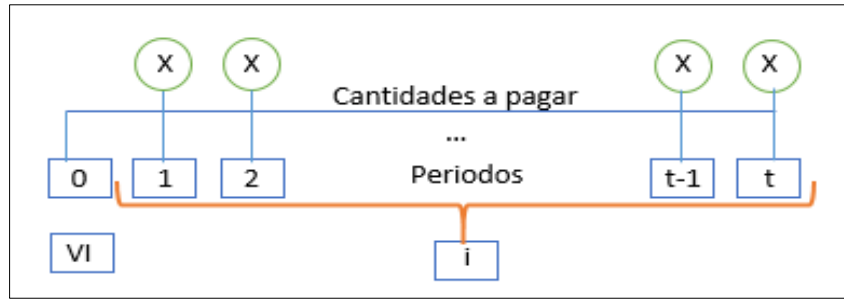 X X X X
Cantidades a pagar
...
0 1 2 Periodos t-1 t
VI i